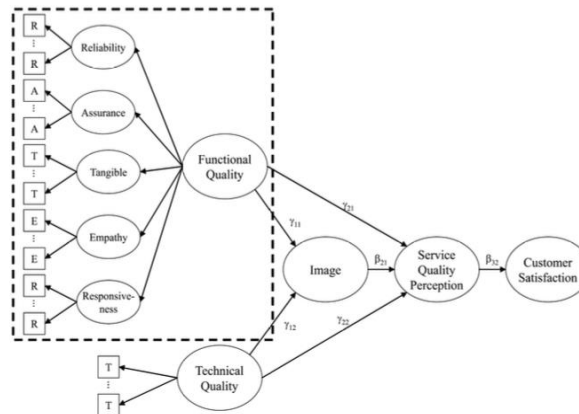 R
⋮
R
Reliability
A
⋮
A
Assurance
T
⋮
T
Tangible
E
⋮
E
Empathy
R
⋮
R
Responsive-
ness
Functional
Quality
γ21
γ11
Image
β21
Service
Quality
Perception
β32
Customer
Satisfaction
γ12
γ22
T
⋮
T
Technical
Quality